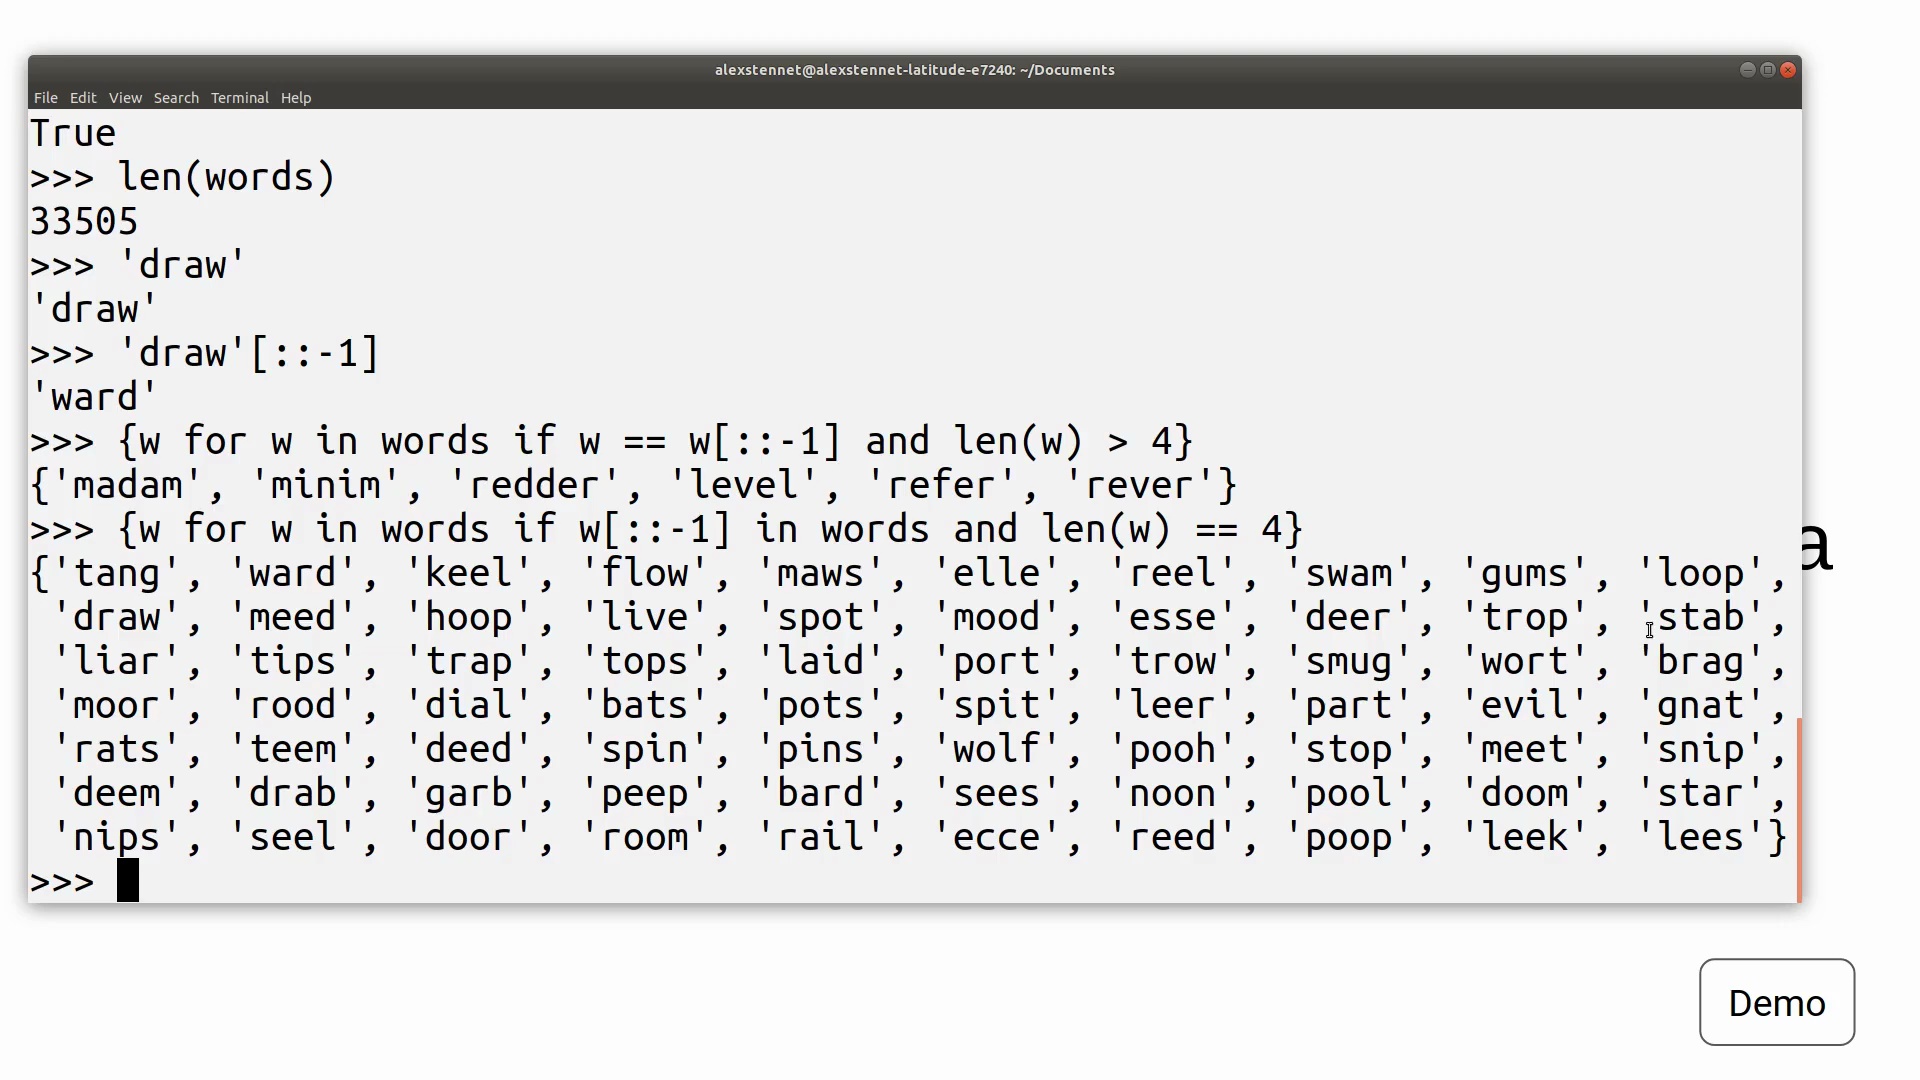 alexstennet@alexstennet-latitude-e7240: ~/Documents
File Edit View Search Terminal Help
True
>>> len(words)
33505
>>> 'draw'
'draw'
>>> 'draw'[::-1]
'ward'
>>> {w for w in words if w == w[::-1] and len(w) > 4}
{'madam', 'minim', 'redder', 'level', 'refer', 'rever'}
>>> {w for w in words if w[::-1] in words and len(w) == 4}
{'tang', 'ward', 'keel', 'flow', 'maws', 'elle', 'reel', 'swam', 'gums', 'loop',
'draw', 'meed', 'hoop', 'live', 'spot', 'mood', 'esse', 'deer', 'trop', 'stab',
'liar', 'tips', 'trap', 'tops', 'laid', 'port', 'trow', 'smug', 'wort', 'brag',
'moor', 'rood', 'dial', 'bats', 'pots', 'spit', 'leer', 'part', 'evil', 'gnat',
'rats', 'teem', 'deed', 'spin', 'pins', 'wolf', 'pooh', 'stop', 'meet', 'snip',
'deem', 'drab', 'garb', 'peep', 'bard', 'sees', 'noon', 'pool', 'doom', 'star',
'nips', 'seel', 'door', 'room', 'rail', 'ecce', 'reed', 'poop', 'leek', 'lees'}
>>>
a
Demo